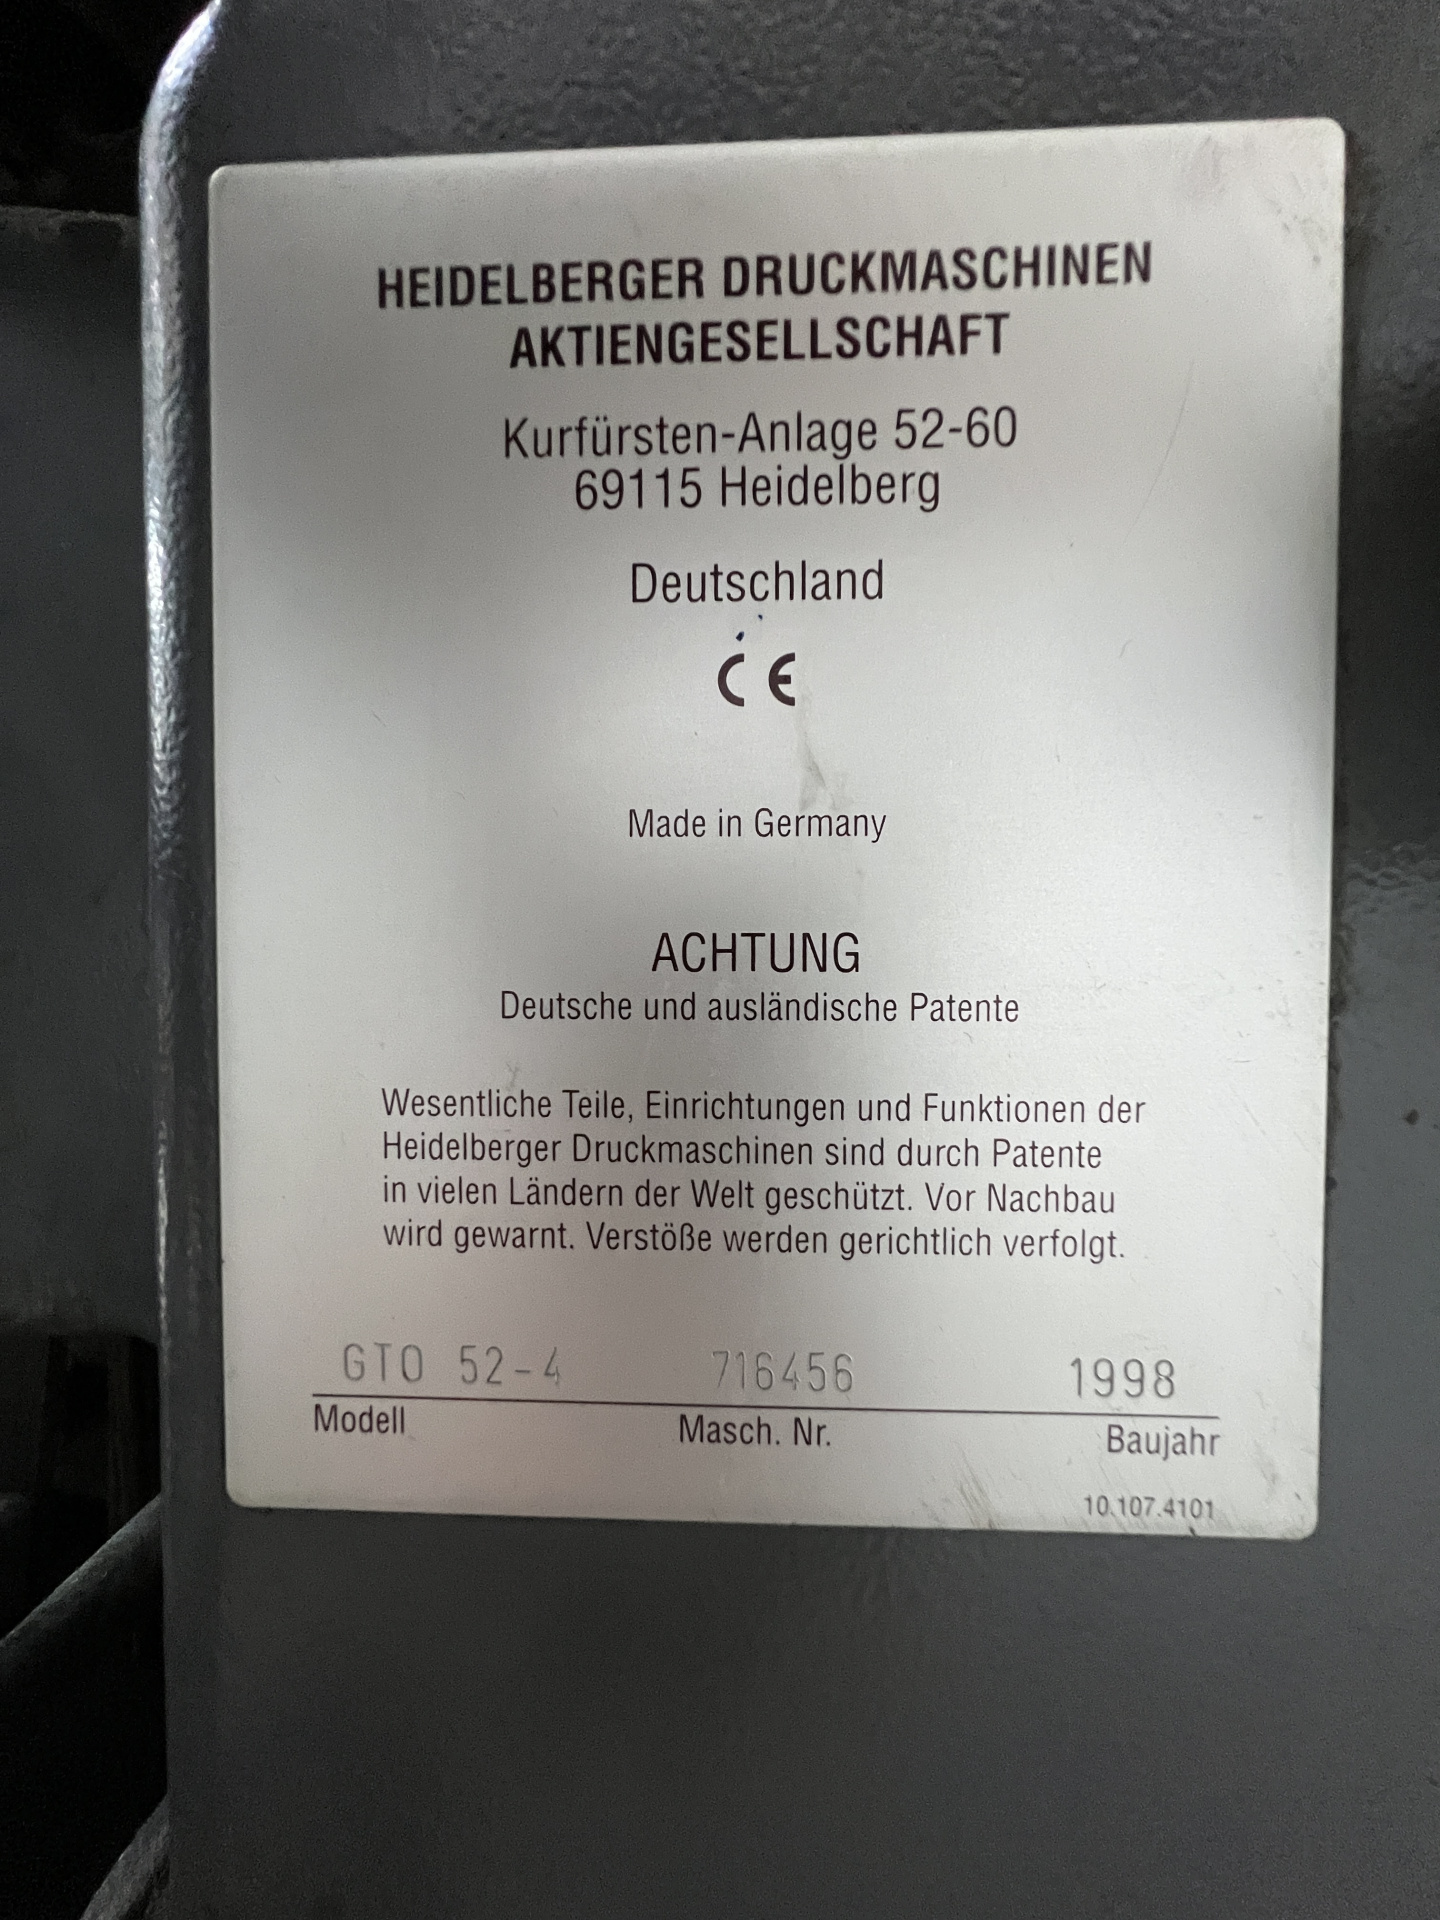 HEIDELBERGER DRUCKMASCHINEN
AKTIENGESELLSCHAFT
Kurfürsten-Anlage 52-60
69115 Heidelberg
Deutschland
CE
Made in Germany
ACHTUNG
Deutsche und ausländische Patente
Wesentliche Teile, Einrichtungen und Funktionen der
Heidelberger Druckmaschinen sind durch Patente
in vielen Ländern der Welt geschützt. Vor Nachbau
wird gewarnt. Verstöße werden gerichtlich verfolgt.
GTO 52-4 716456 1998
Modell Masch. Nr. Baujahr
10.107.4101